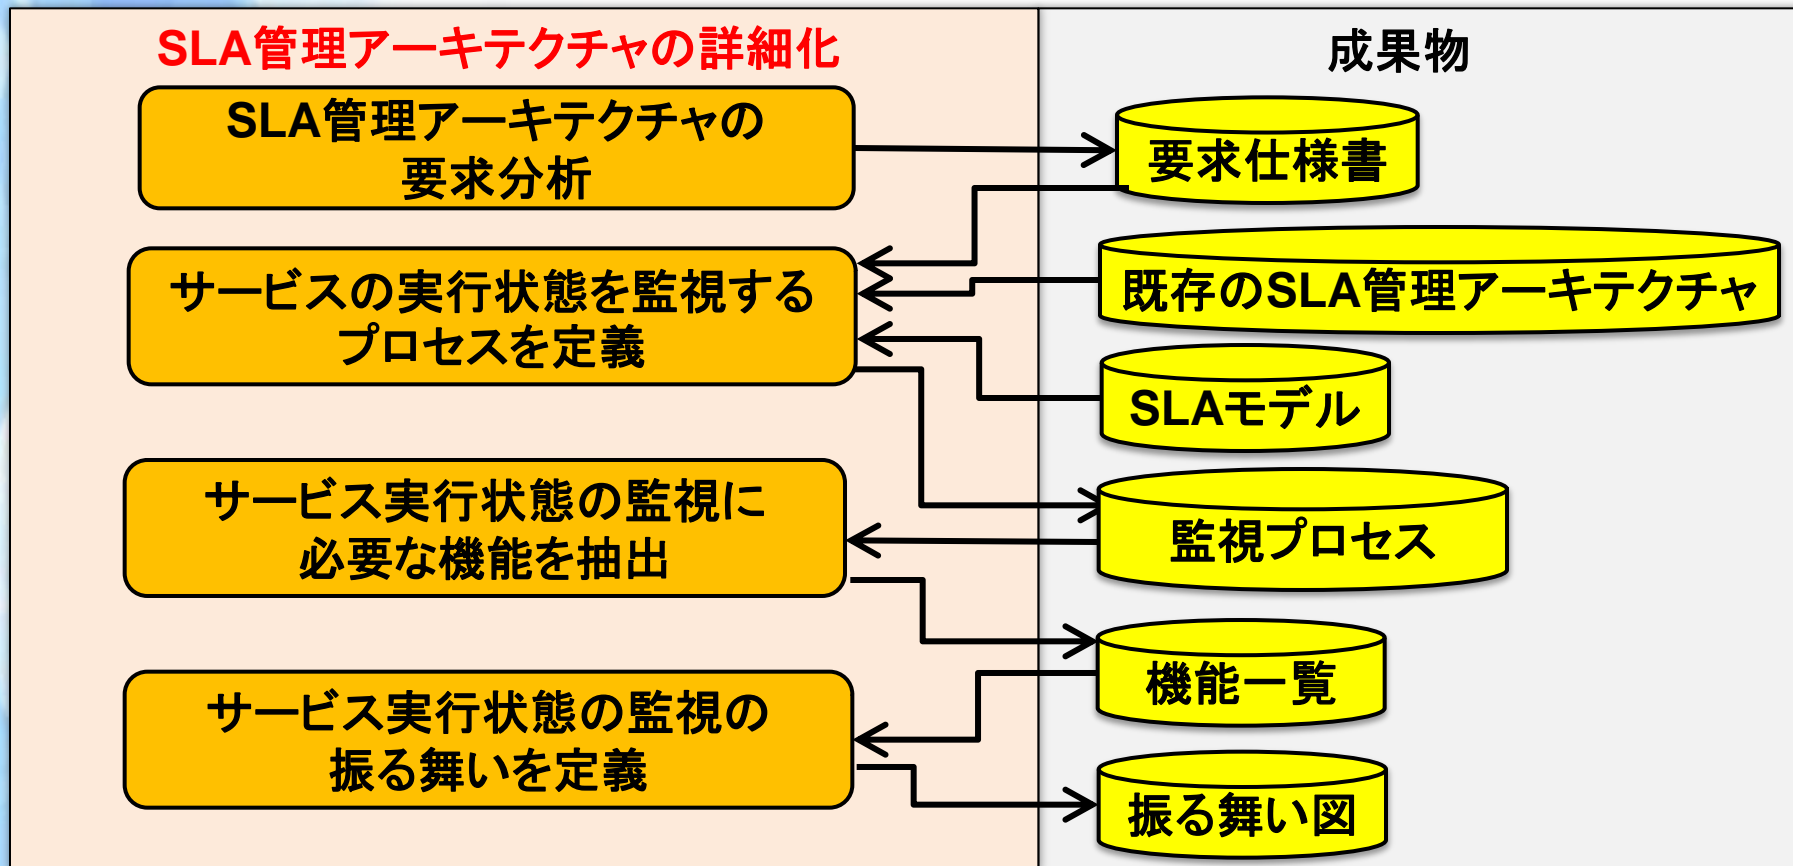 SLA管理アーキテクチャの詳細化
成果物
SLA管理アーキテクチャの
要求分析
要求仕様書
サービスの実行状態を監視する
プロセスを定義
既存のSLA管理アーキテクチャ
SLAモデル
サービス実行状態の監視に
必要な機能を抽出
監視プロセス
機能一覧
サービス実行状態の監視の
振る舞いを定義
振る舞い図